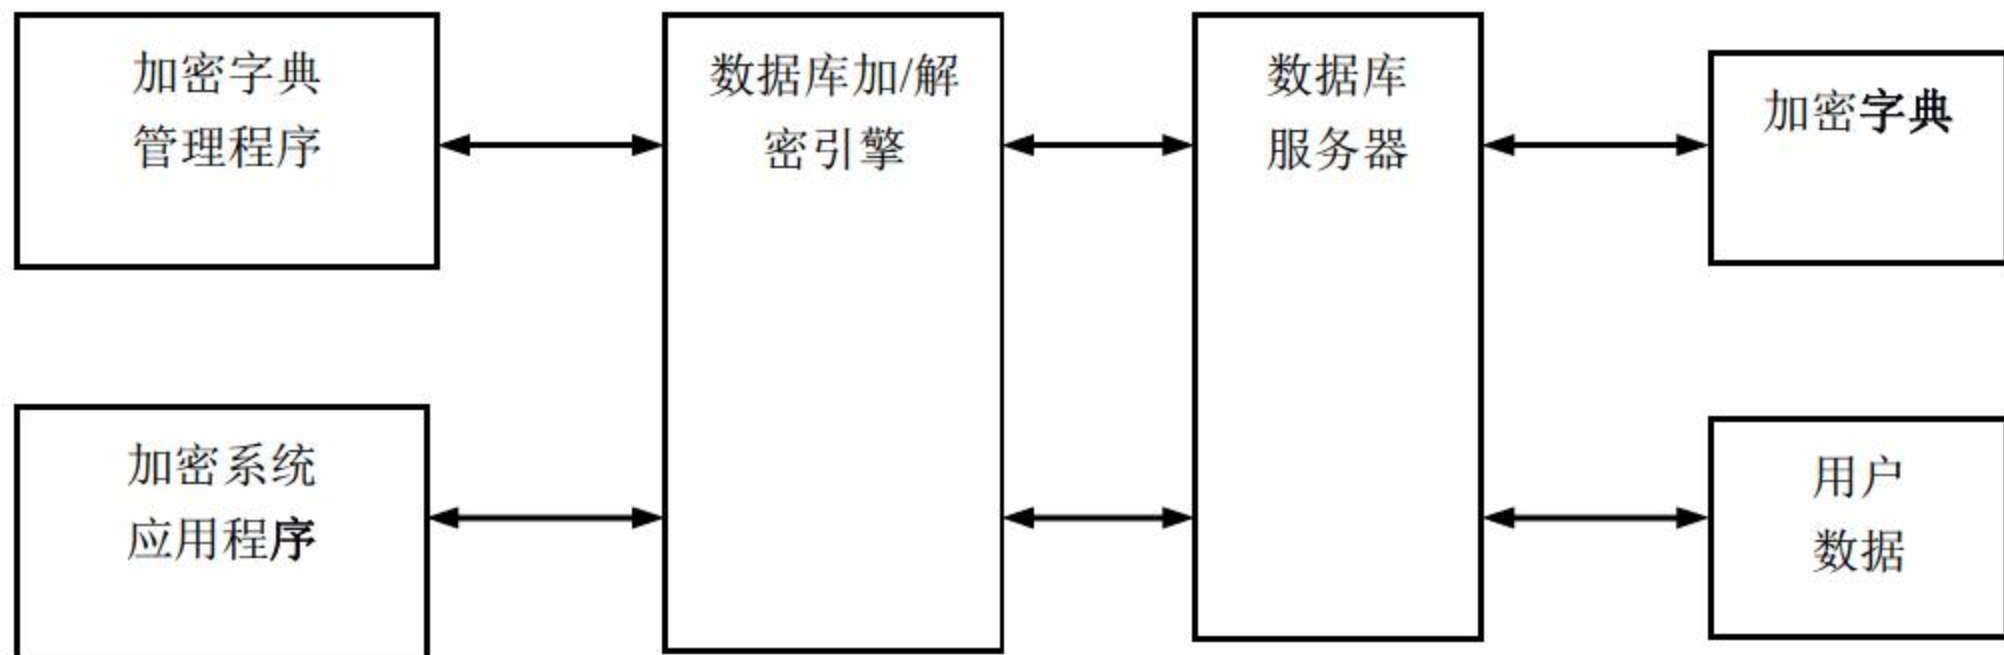 加密字典
管理程序
数据库加/解
密引擎
数据库
服务器
加密字典
加密系统
应用程序
用户
数据